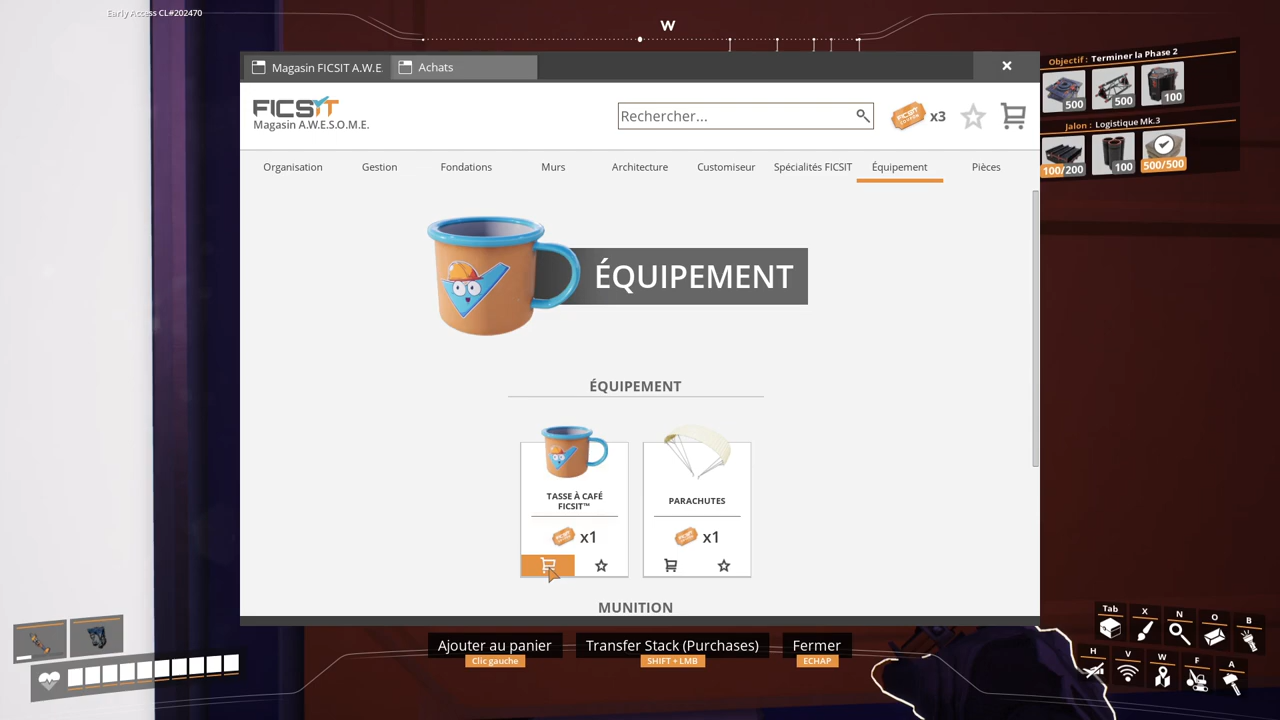 Early Access CL#202470
W
Magasin FICSIT A.W.E
Achats
×
Objectif : Terminer la Phase 2
500
500
100
Jalon : Logistique Mk.3
100/200
100
500/500
FICSIT
Magasin A.W.E.S.O.M.E.
Rechercher...
x3
Organisation
Gestion
Fondations
Murs
Architecture
Customiseur
Spécialités FICSIT
Équipement
Pièces
ÉQUIPEMENT
ÉQUIPEMENT
TASSE À CAFÉ
FICSIT™
x1
PARACHUTES
x1
MUNITION
Ajouter au panier
Clic gauche
Transfer Stack (Purchases)
SHIFT + LMB
Fermer
ECHAP
Tab
X
N
O
B
H
V
W
F
A